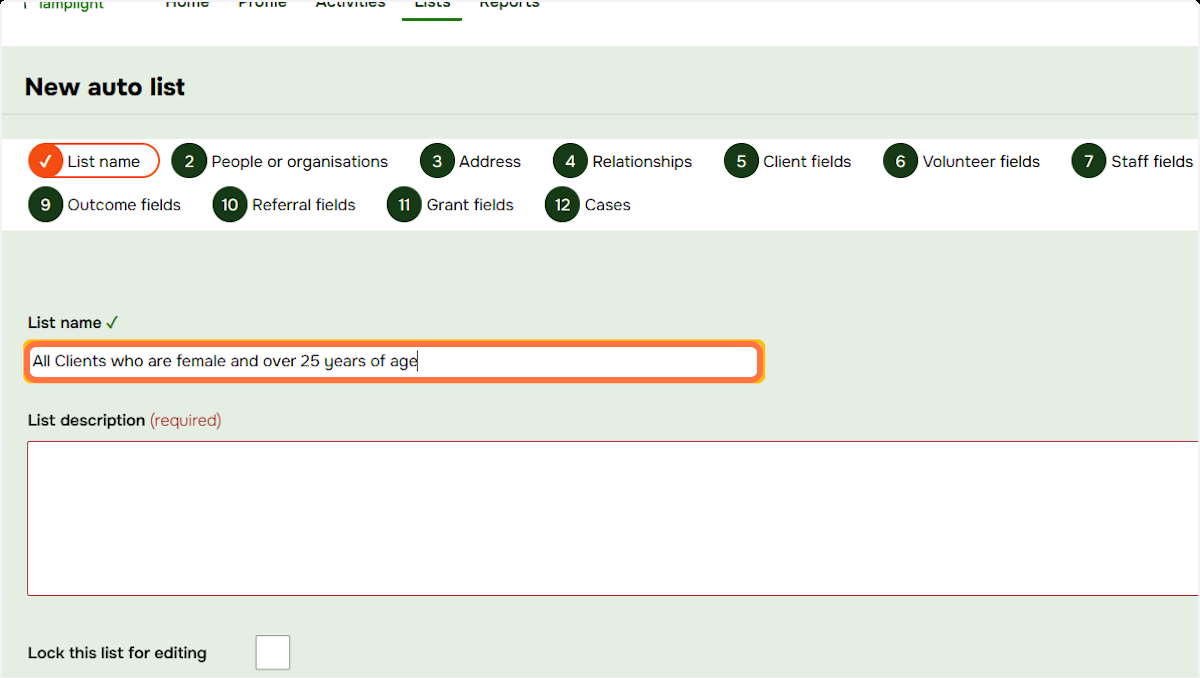 lamplight Home Profile Activities Lists Reports
New auto list
✓ List name 2 People or organisations 3 Address 4 Relationships 5 Client fields 6 Volunteer fields 7 Staff fields
9 Outcome fields 10 Referral fields 11 Grant fields 12 Cases
List name ✓
All Clients who are female and over 25 years of age
List description (required)
Lock this list for editing